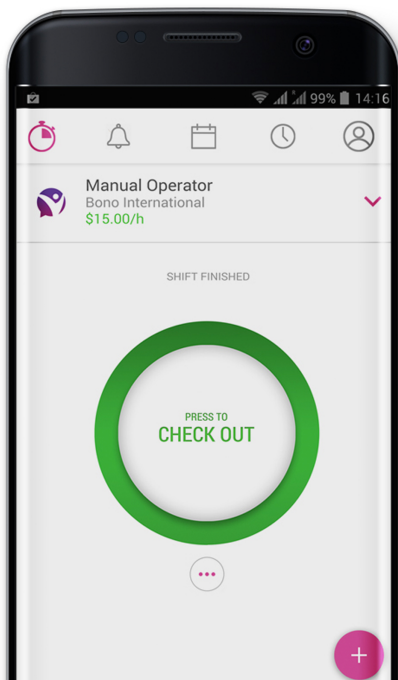 99% 14:16
Manual Operator
Bono International
$15.00/h
SHIFT FINISHED
PRESS TO
CHECK OUT